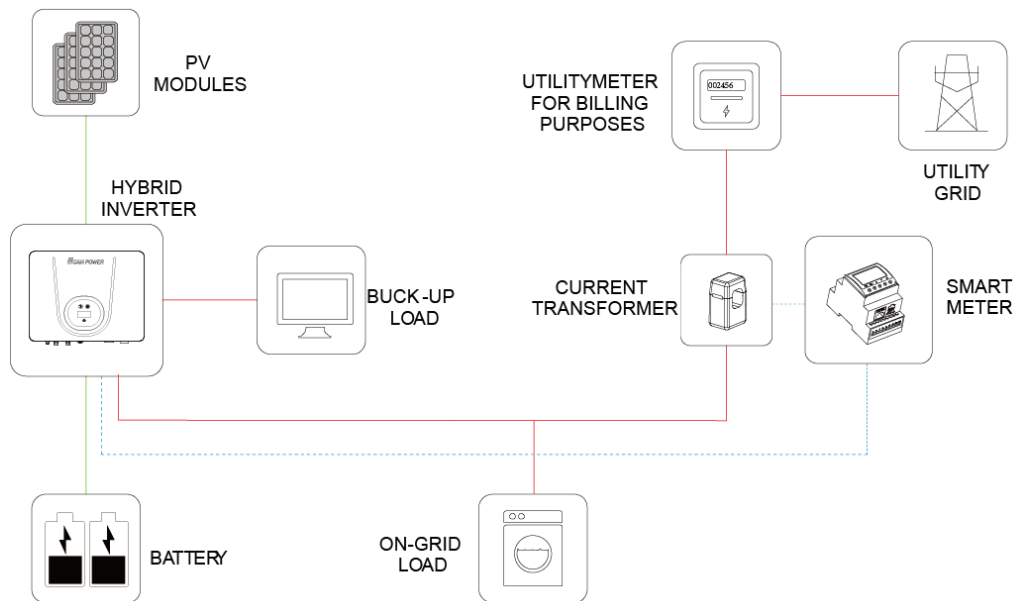 PV
MODULES
UTILITYMETER
FOR BILLING
PURPOSES
002456
UTILITY
GRID
HYBRID
INVERTER
BUCK-UP
LOAD
CURRENT
TRANSFORMER
SMART
METER
BATTERY
ON-GRID
LOAD